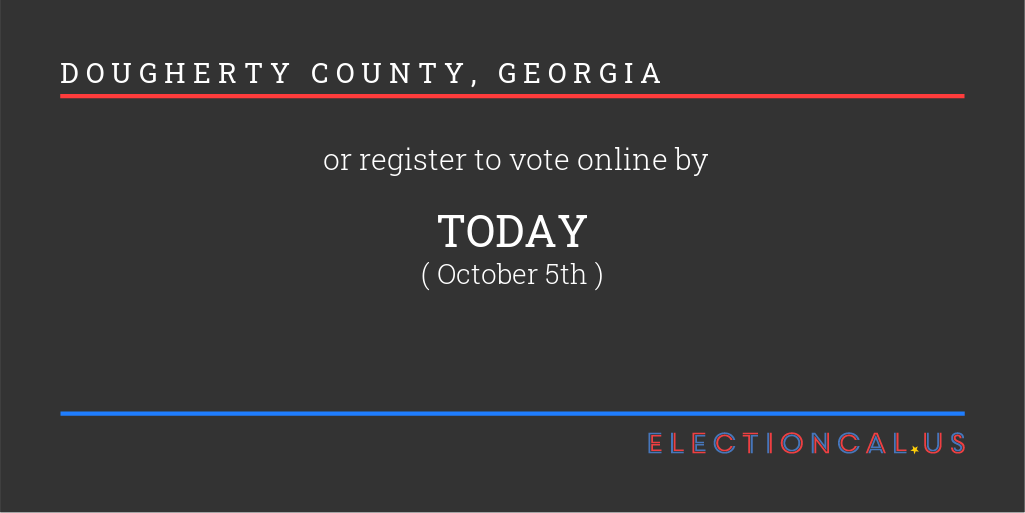 DOUGHERTY COUNTY, GEORGIA
or register to vote online by
TODAY
( October 5th )
ELECTIONCAL.US